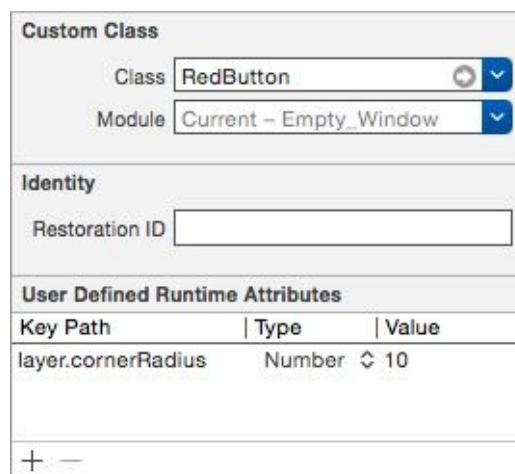 Custom Class
Class RedButton
Module Current – Empty_Window
Identity
Restoration ID
User Defined Runtime Attributes
Key Path Type Value
layer.cornerRadius Number 10